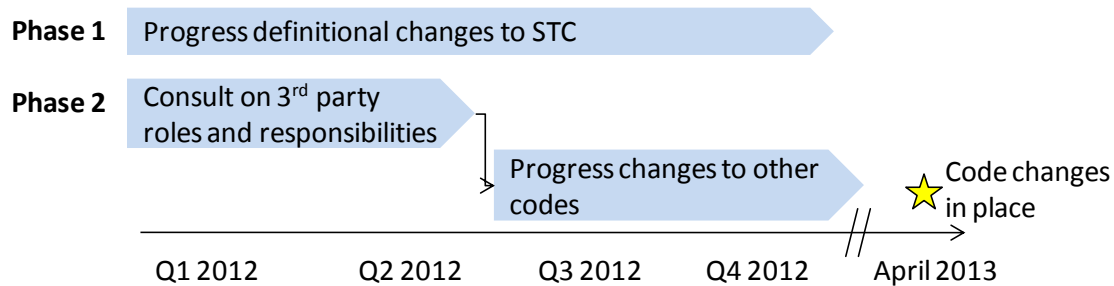 Phase 1
Progress definitional changes to STC
Phase 2
Consult on 3rd party
roles and responsibilities
Progress changes to other
codes
Code changes
in place
Q1 2012
Q2 2012
Q3 2012
Q4 2012
April 2013